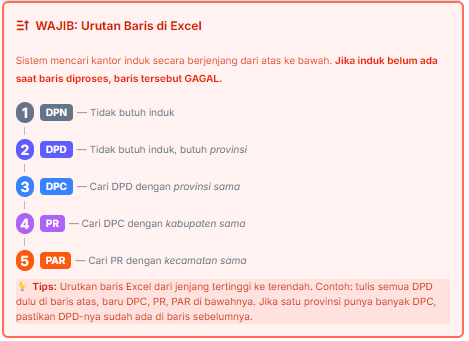 WAJIB: Urutan Baris di Excel
Sistem mencari kantor induk secara berjenjang dari atas ke bawah. Jika induk belum ada
saat baris diproses, baris tersebut GAGAL.
1 DPN — Tidak butuh induk
2 DPD — Tidak butuh induk, butuh provinsi
3 DPC — Cari DPD dengan provinsi sama
4 PR — Cari DPC dengan kabupaten sama
5 PAR — Cari PR dengan kecamatan sama
Tips: Urutkan baris Excel dari jenjang tertinggi ke terendah. Contoh: tulis semua DPD
dulu di baris atas, baru DPC, PR, PAR di bawahnya. Jika satu provinsi punya banyak DPC,
pastikan DPD-nya sudah ada di baris sebelumnya.